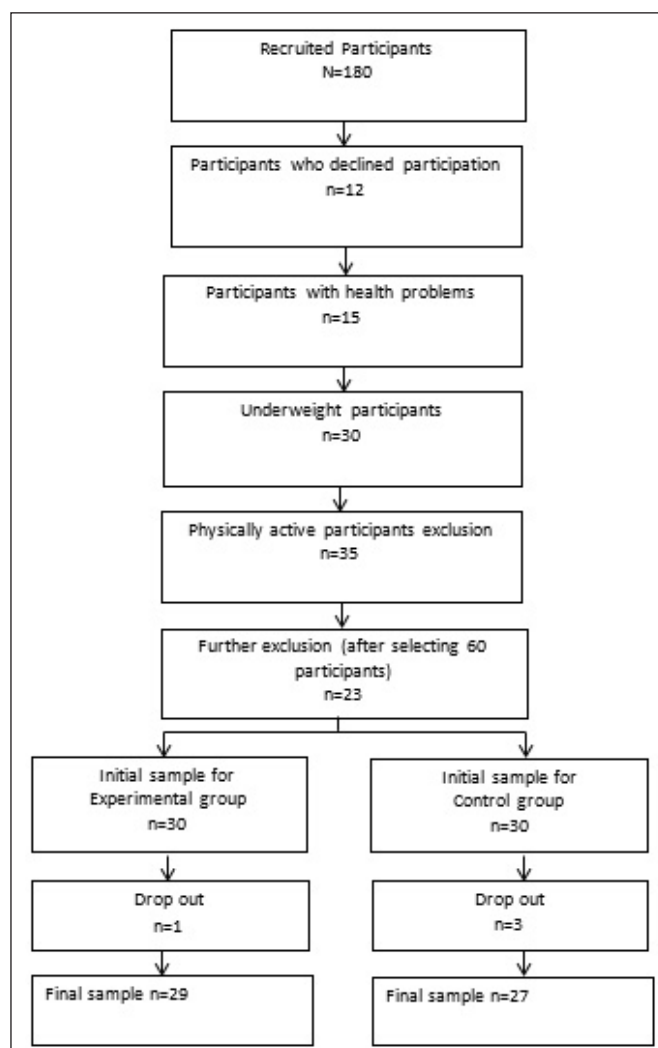 Recruited Participants
N=180
Participants who declined participation
n=12
Participants with health problems
n=15
Underweight participants
n=30
Physically active participants exclusion
n=35
Further exclusion (after selecting 60
participants)
n=23
Initial sample for
Experimental group
n=30
Initial sample for
Control group
n=30
Drop out
n=1
Drop out
n=3
Final sample n=29
Final sample n=27